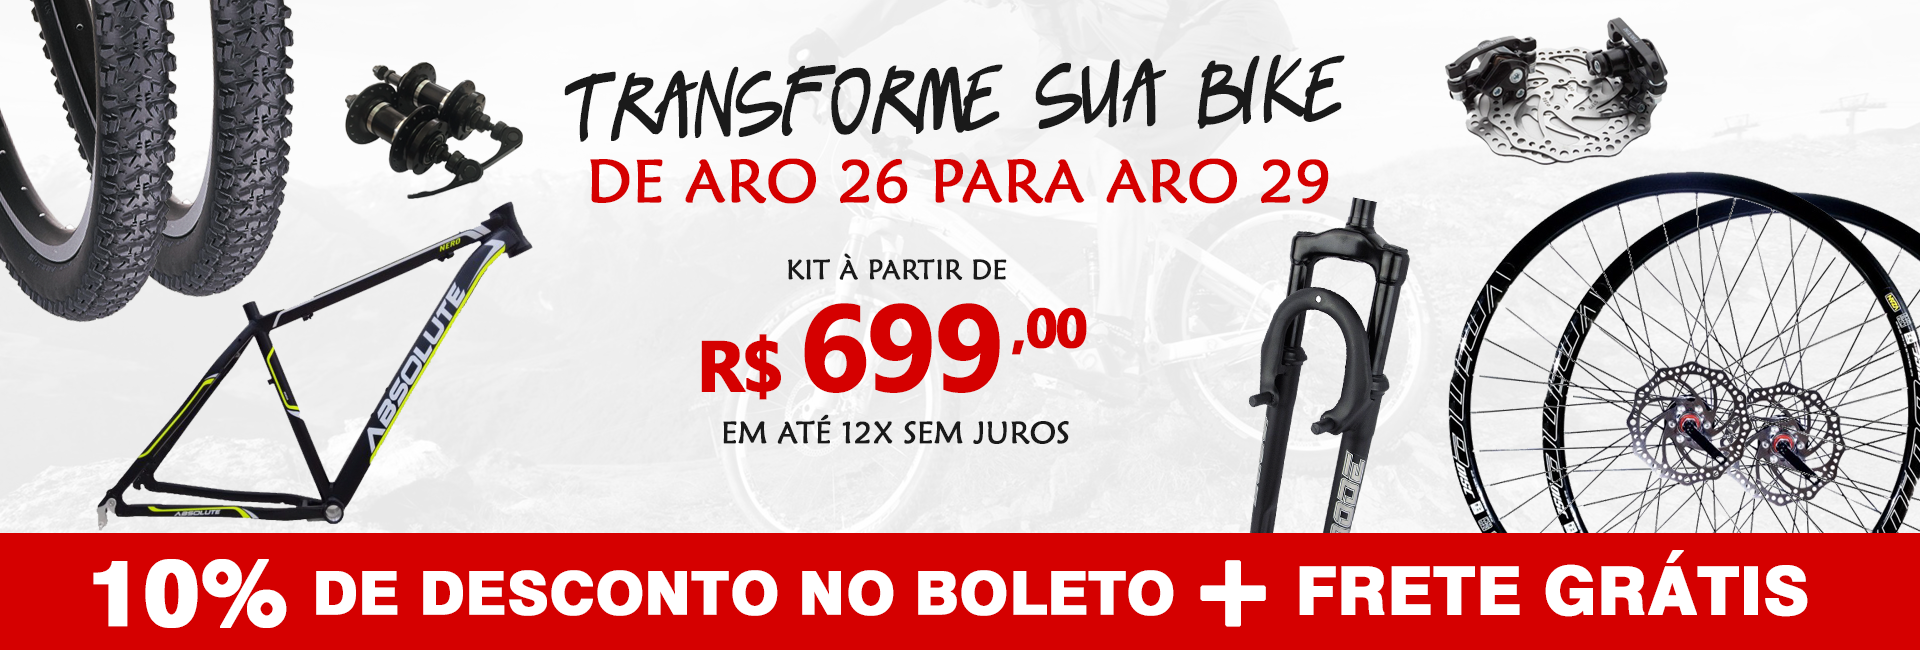 TRANSFORME SUA BIKE
DE ARO 26 PARA ARO 29
KIT À PARTIR DE
R$ 699,00
EM ATÉ 12X SEM JUROS
NERO
ABSOLUTE
ABSOLUTE
10% DE DESCONTO NO BOLETO + FRETE GRÁTIS